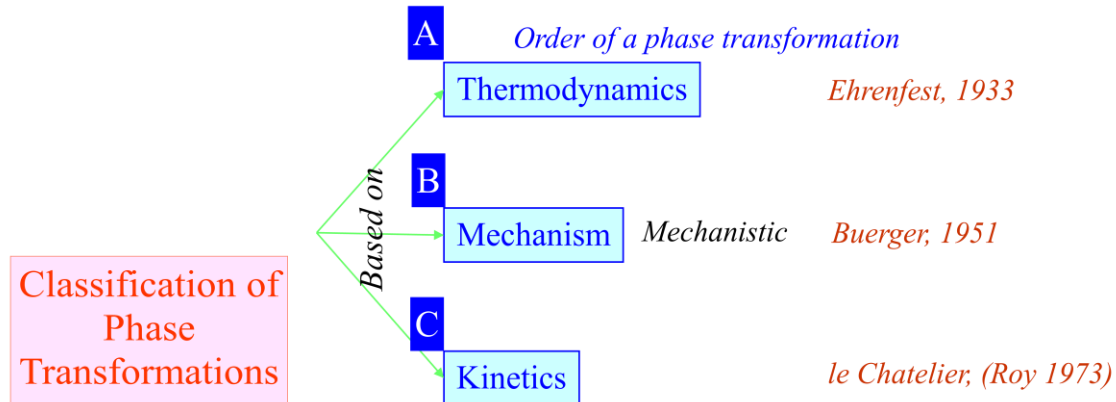 A
Order of a phase transformation
Thermodynamics
Ehrenfest, 1933
Based on
B
Mechanism
Mechanistic
Buerger, 1951
Classification of
Phase
Transformations
C
Kinetics
le Chatelier, (Roy 1973)